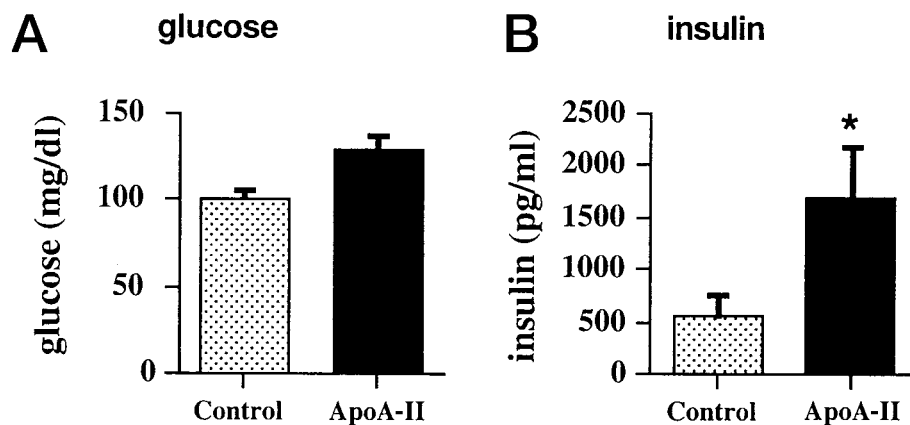 A glucose
glucose (mg/dl)
150
100
50
0
Control ApoA-II
B insulin
insulin (pg/ml)
2500
*
2000
1500
1000
500
0
Control ApoA-II